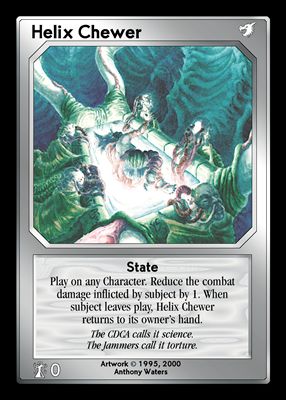 Helix Chewer
State
Play on any Character. Reduce the combat
damage inflicted by subject by 1. When
subject leaves play, Helix Chewer
returns to its owner's hand.
The CDCA calls it science.
The Jammers call it torture.
0
Artwork © 1995, 2000
Anthony Waters